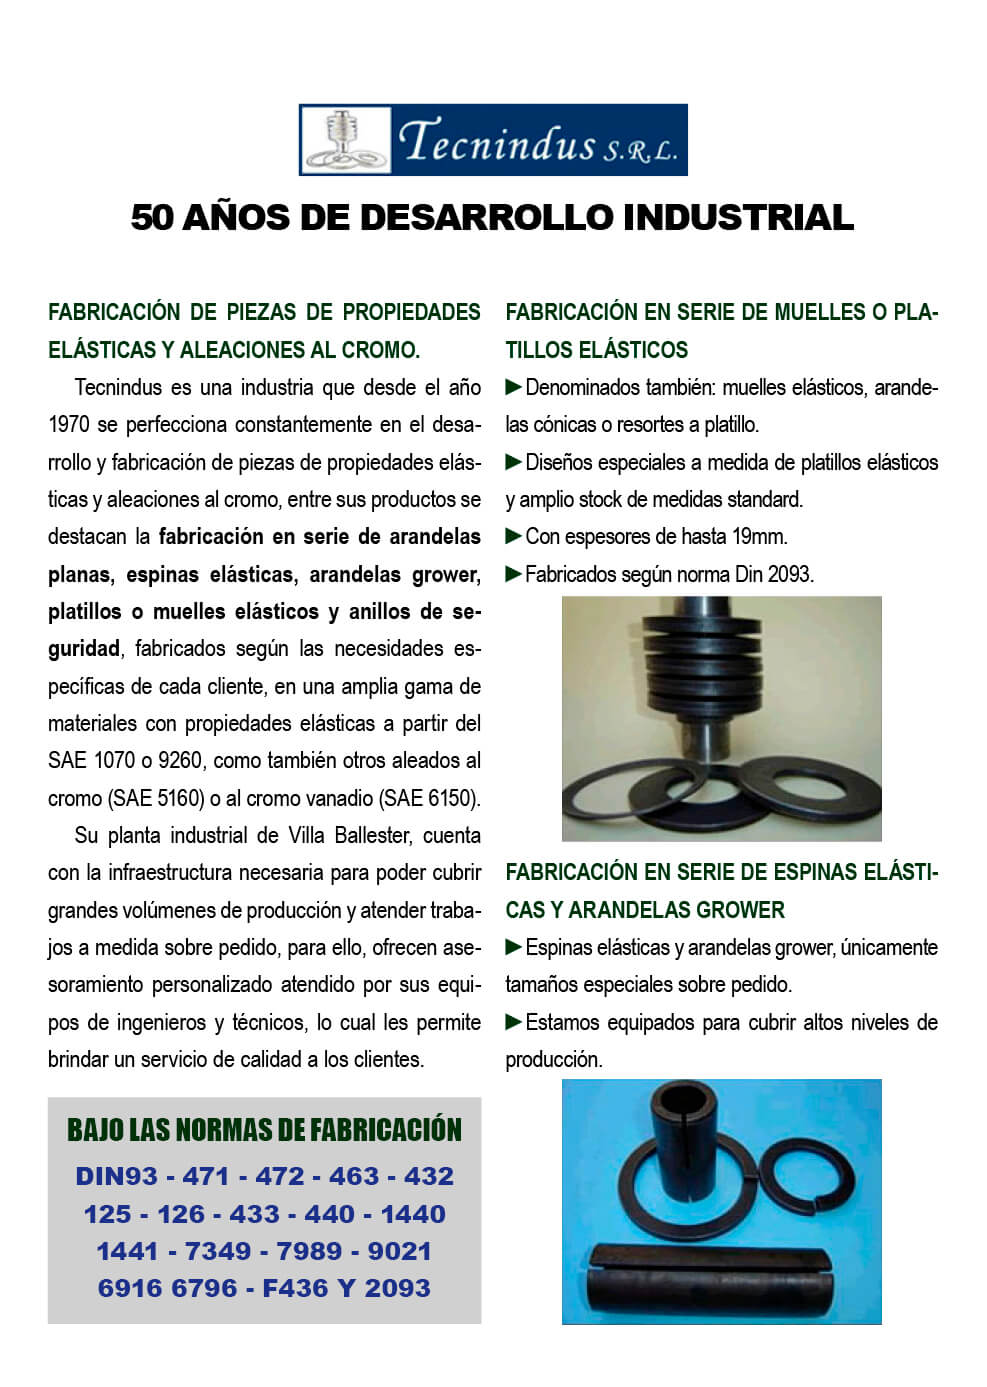 Tecnindus S.R.L.
50 AÑOS DE DESARROLLO INDUSTRIAL
FABRICACIÓN DE PIEZAS DE PROPIEDADES
ELÁSTICAS Y ALEACIONES AL CROMO.
Tecnindus es una industria que desde el año
1970 se perfecciona constantemente en el desa-
rrollo y fabricación de piezas de propiedades elás-
ticas y aleaciones al cromo, entre sus productos se
destacan la fabricación en serie de arandelas
planas, espinas elásticas, arandelas grower,
platillos o muelles elásticos y anillos de se-
guridad, fabricados según las necesidades es-
pecíficas de cada cliente, en una amplia gama de
materiales con propiedades elásticas a partir del
SAE 1070 o 9260, como también otros aleados al
cromo (SAE 5160) o al cromo vanadio (SAE 6150).
Su planta industrial de Villa Ballester, cuenta
con la infraestructura necesaria para poder cubrir
grandes volúmenes de producción y atender traba-
jos a medida sobre pedido, para ello, ofrecen ase-
soramiento personalizado atendido por sus equi-
pos de ingenieros y técnicos, lo cual les permite
brindar un servicio de calidad a los clientes.
BAJO LAS NORMAS DE FABRICACIÓN
DIN93 - 471 - 472 - 463 - 432
125 - 126 - 433 - 440 - 1440
1441 - 7349 - 7989 - 9021
6916 6796 - F436 Y 2093
FABRICACIÓN EN SERIE DE MUELLES O PLA-
TILLOS ELÁSTICOS
►Denominados también: muelles elásticos, arande-
las cónicas o resortes a platillo.
►Diseños especiales a medida de platillos elásticos
y amplio stock de medidas standard.
►Con espesores de hasta 19mm.
►Fabricados según norma Din 2093.
FABRICACIÓN EN SERIE DE ESPINAS ELÁSTI-
CAS Y ARANDELAS GROWER
►Espinas elásticas y arandelas grower, únicamente
tamaños especiales sobre pedido.
►Estamos equipados para cubrir altos niveles de
producción.